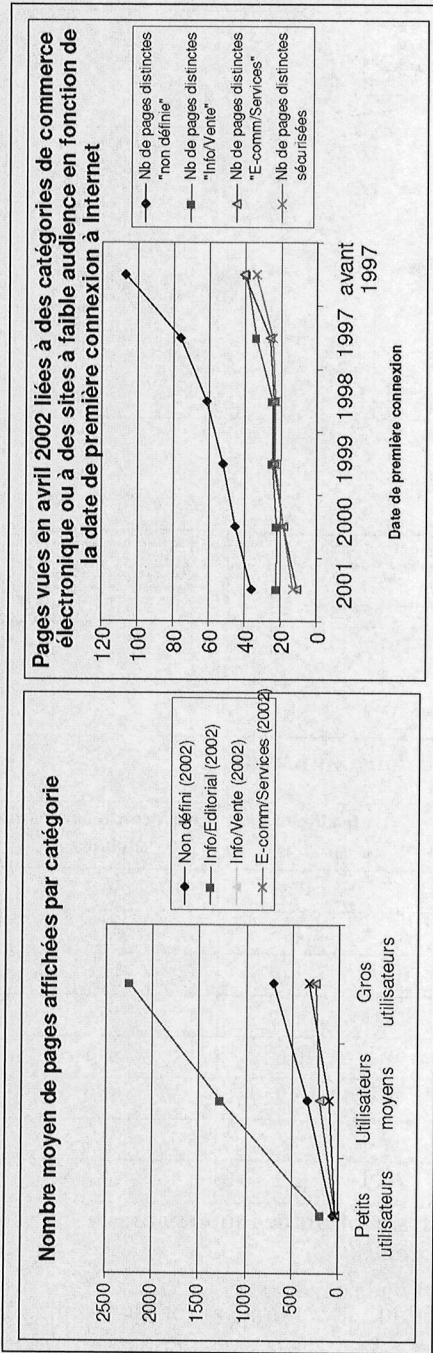 Nombre moyen de pages affichées par catégorie
2500
2000
1500
1000
500
0
Petits
utilisateurs
Utilisateurs
moyens
Gros
utilisateurs
Non défini (2002)
Info/Editorial (2002)
Info/Vente (2002)
E-comm/Services (2002)
Pages vues en avril 2002 liées à des catégories de commerce
électronique ou à des sites à faible audience en fonction de
la date de première connexion à Internet
120
100
80
60
40
20
0
2001 2000 1999 1998 1997 avant
1997
Date de première connexion
Nb de pages distinctes
"non définie"
Nb de pages distinctes
"Info/Vente"
Nb de pages distinctes
"E-comm/Services"
Nb de pages distinctes
sécurisées